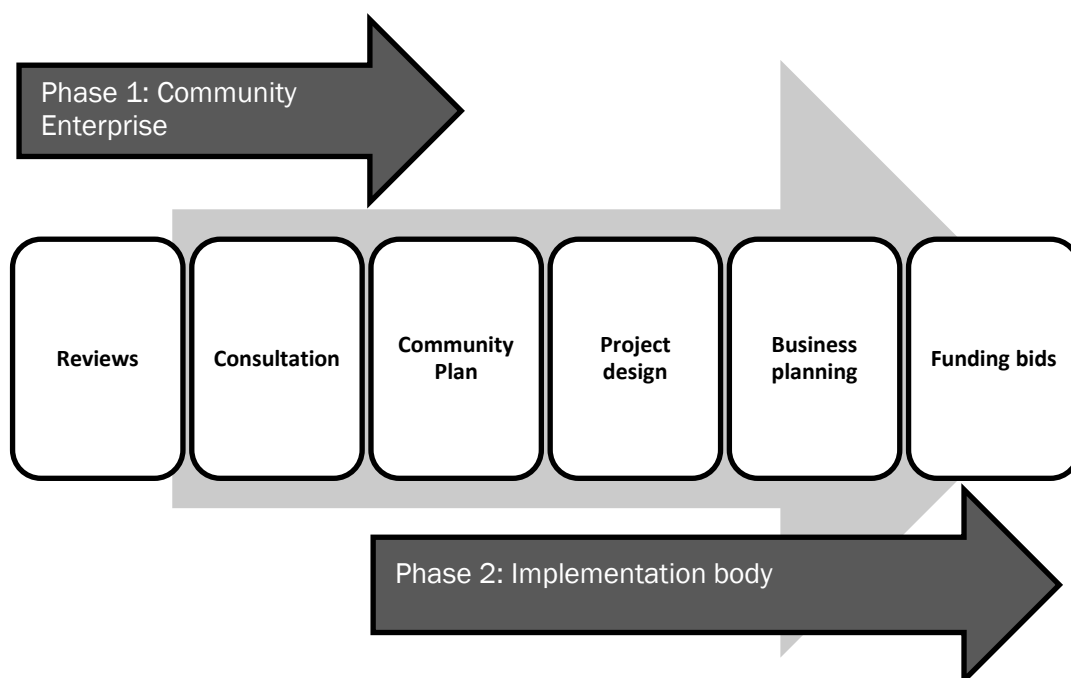 Phase 1: Community
Enterprise
Reviews
Consultation
Community
Plan
Project
design
Business
planning
Funding bids
Phase 2: Implementation body